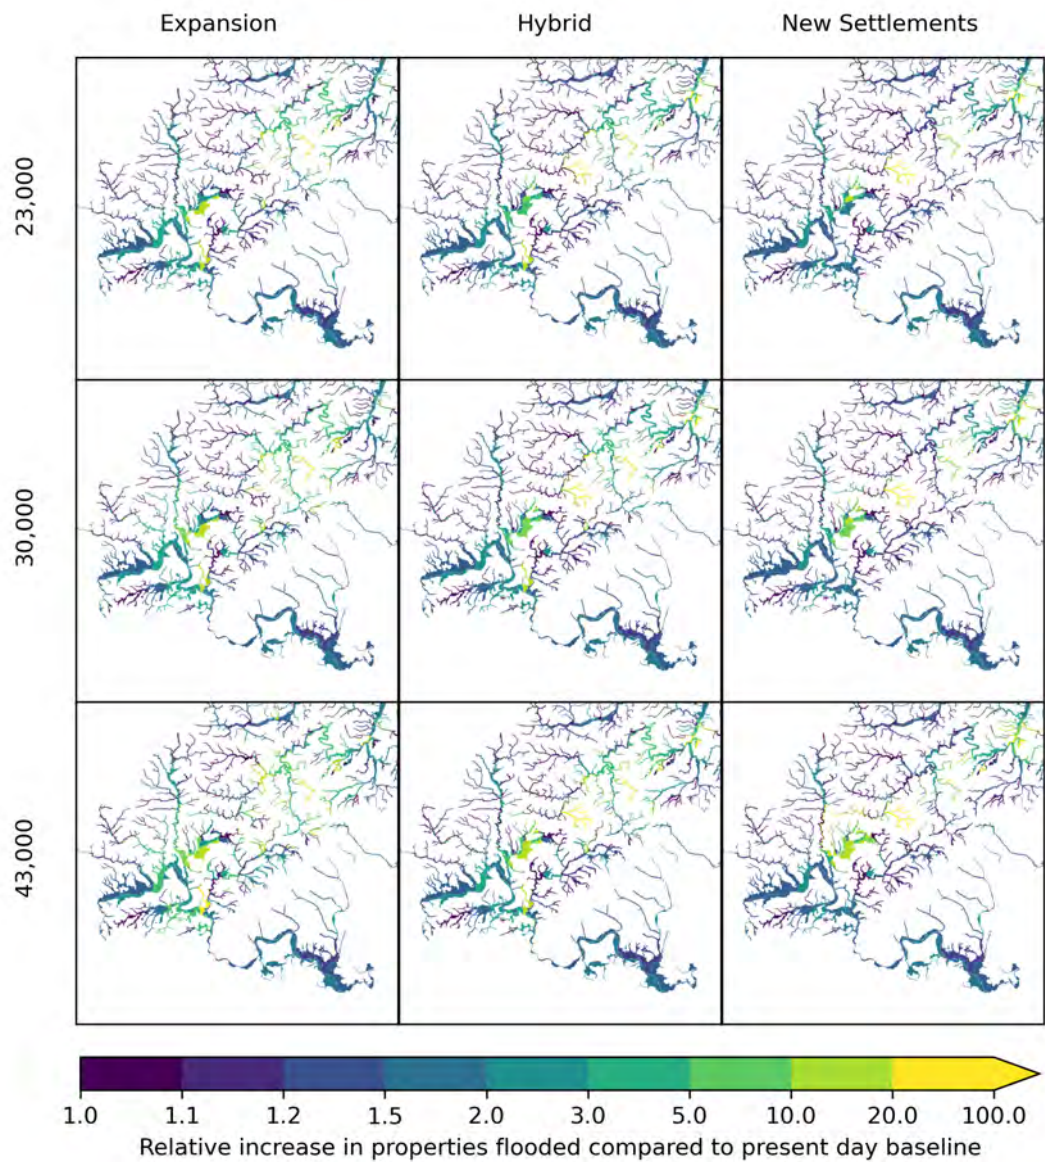 Expansion Hybrid New Settlements
23,000
30,000
43,000
1.0 1.1 1.2 1.5 2.0 3.0 5.0 10.0 20.0 100.0
Relative increase in properties flooded compared to present day baseline